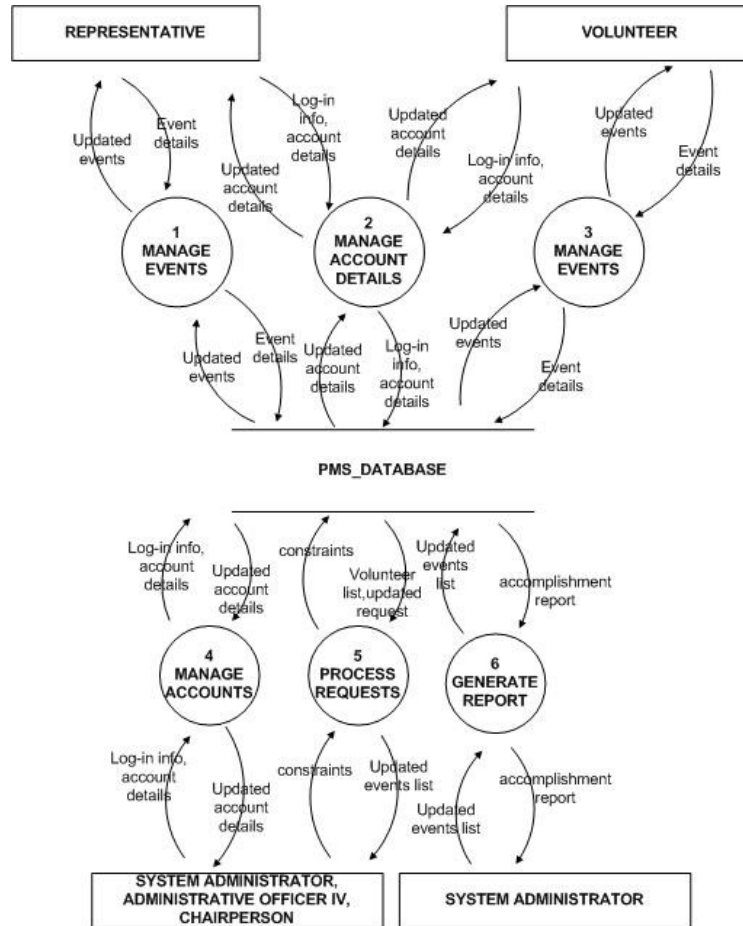 REPRESENTATIVE
VOLUNTEER
Updated
events
Event
details
Updated
account
details
Log-in
info,
account
details
Updated
account
details
Log-in info,
account
details
Updated
events
Event
details
1
MANAGE
EVENTS
2
MANAGE
ACCOUNT
DETAILS
3
MANAGE
EVENTS
Updated
events
Event
details
Updated
account
details
Log-in
info,
account
details
Updated
events
Event
details
PMS_DATABASE
Log-in info,
account
details
Updated
account
details
constraints
Volunteer
list,updated
request
Updated
events
list
accomplishment
report
4
MANAGE
ACCOUNTS
5
PROCESS
REQUESTS
6
GENERATE
REPORT
Log-in info,
account
details
Updated
account
details
constraints
Updated
events list
Updated
events list
accomplishment
report
SYSTEM ADMINISTRATOR,
ADMINISTRATIVE OFFICER IV,
CHAIRPERSON
SYSTEM ADMINISTRATOR